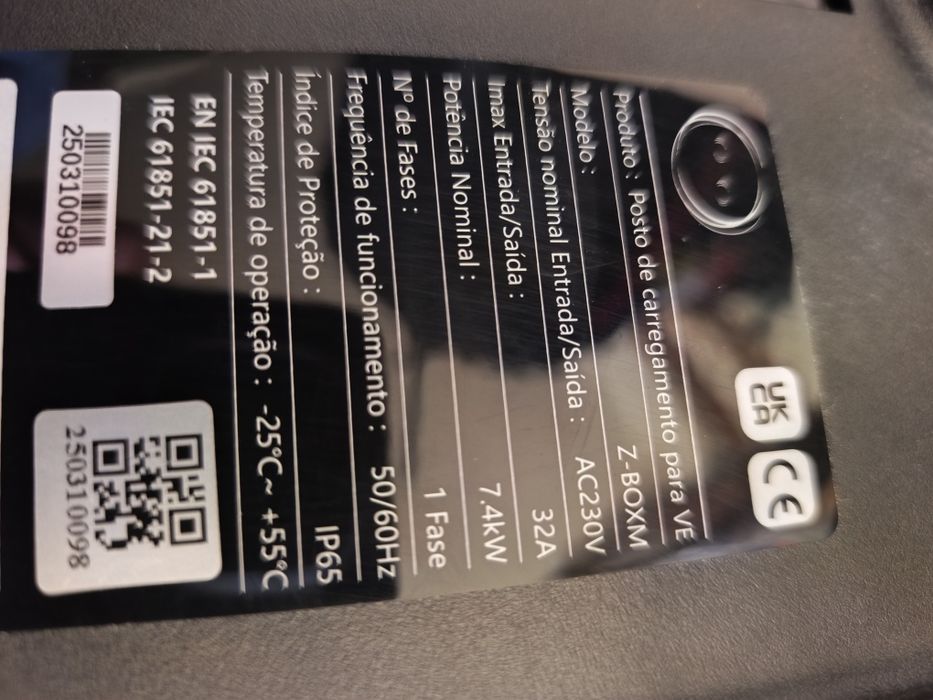 UK
CA
CE
Produto : Posto de carregamento para VE
Modelo : Z-BOXM
Tensão nominal Entrada/Saída : AC230V
Imax Entrada/Saída : 32A
Potência Nominal : 7.4kW
Nº de Fases : 1 Fase
Frequência de funcionamento : 50/60Hz
Índice de Proteção : IP65
Temperatura de operação : -25°C~ +55°C
EN IEC 61851-1
IEC 61851-21-2
250310098
250310098